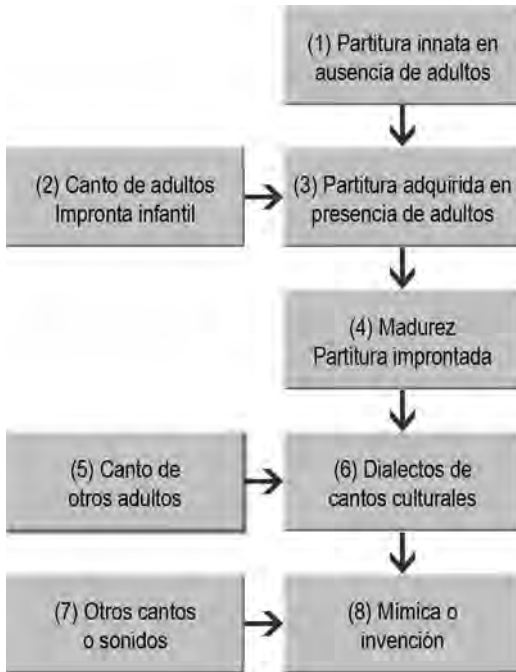 (1) Partitura innata en
ausencia de adultos
(2) Canto de adultos
Impronta infantil
(3) Partitura adquirida en
presencia de adultos
(4) Madurez
Partitura improntada
(5) Canto de
otros adultos
(6) Dialectos de
cantos culturales
(7) Otros cantos
o sonidos
(8) Mímica o
invención